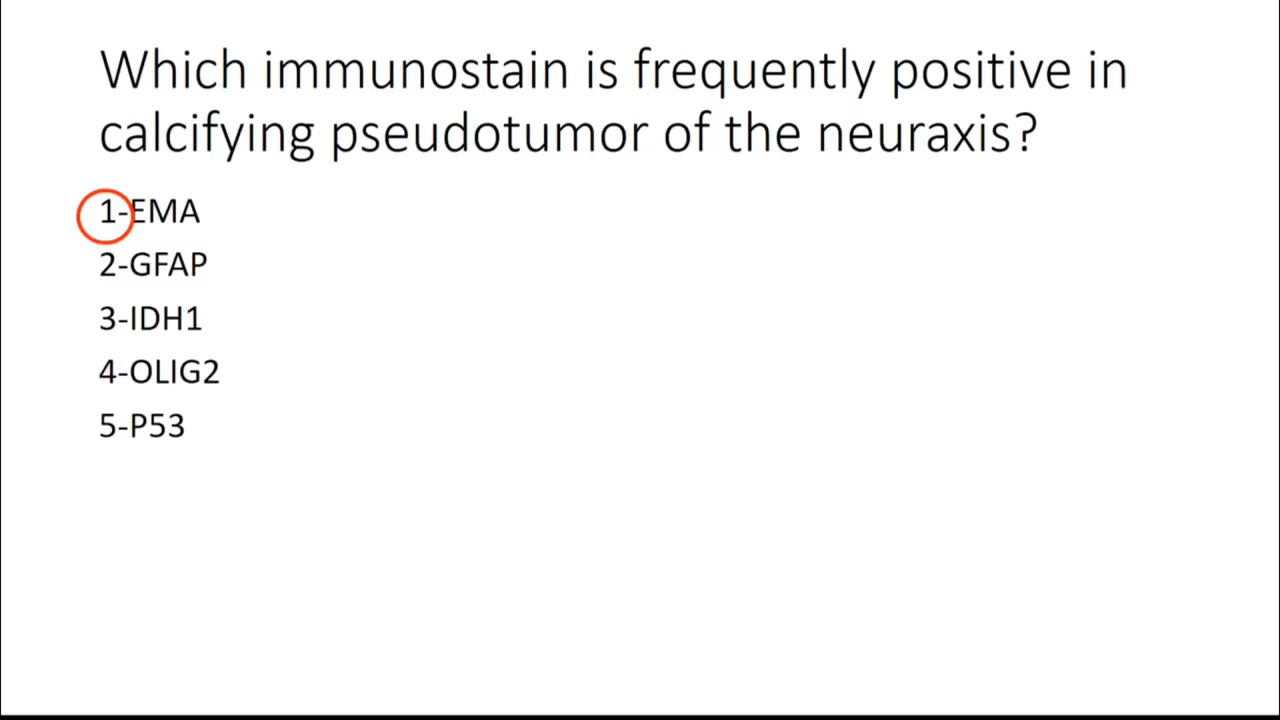 Which immunostain is frequently positive in
calcifying pseudotumor of the neuraxis?
1-EMA
2-GFAP
3-IDH1
4-OLIG2
5-P53